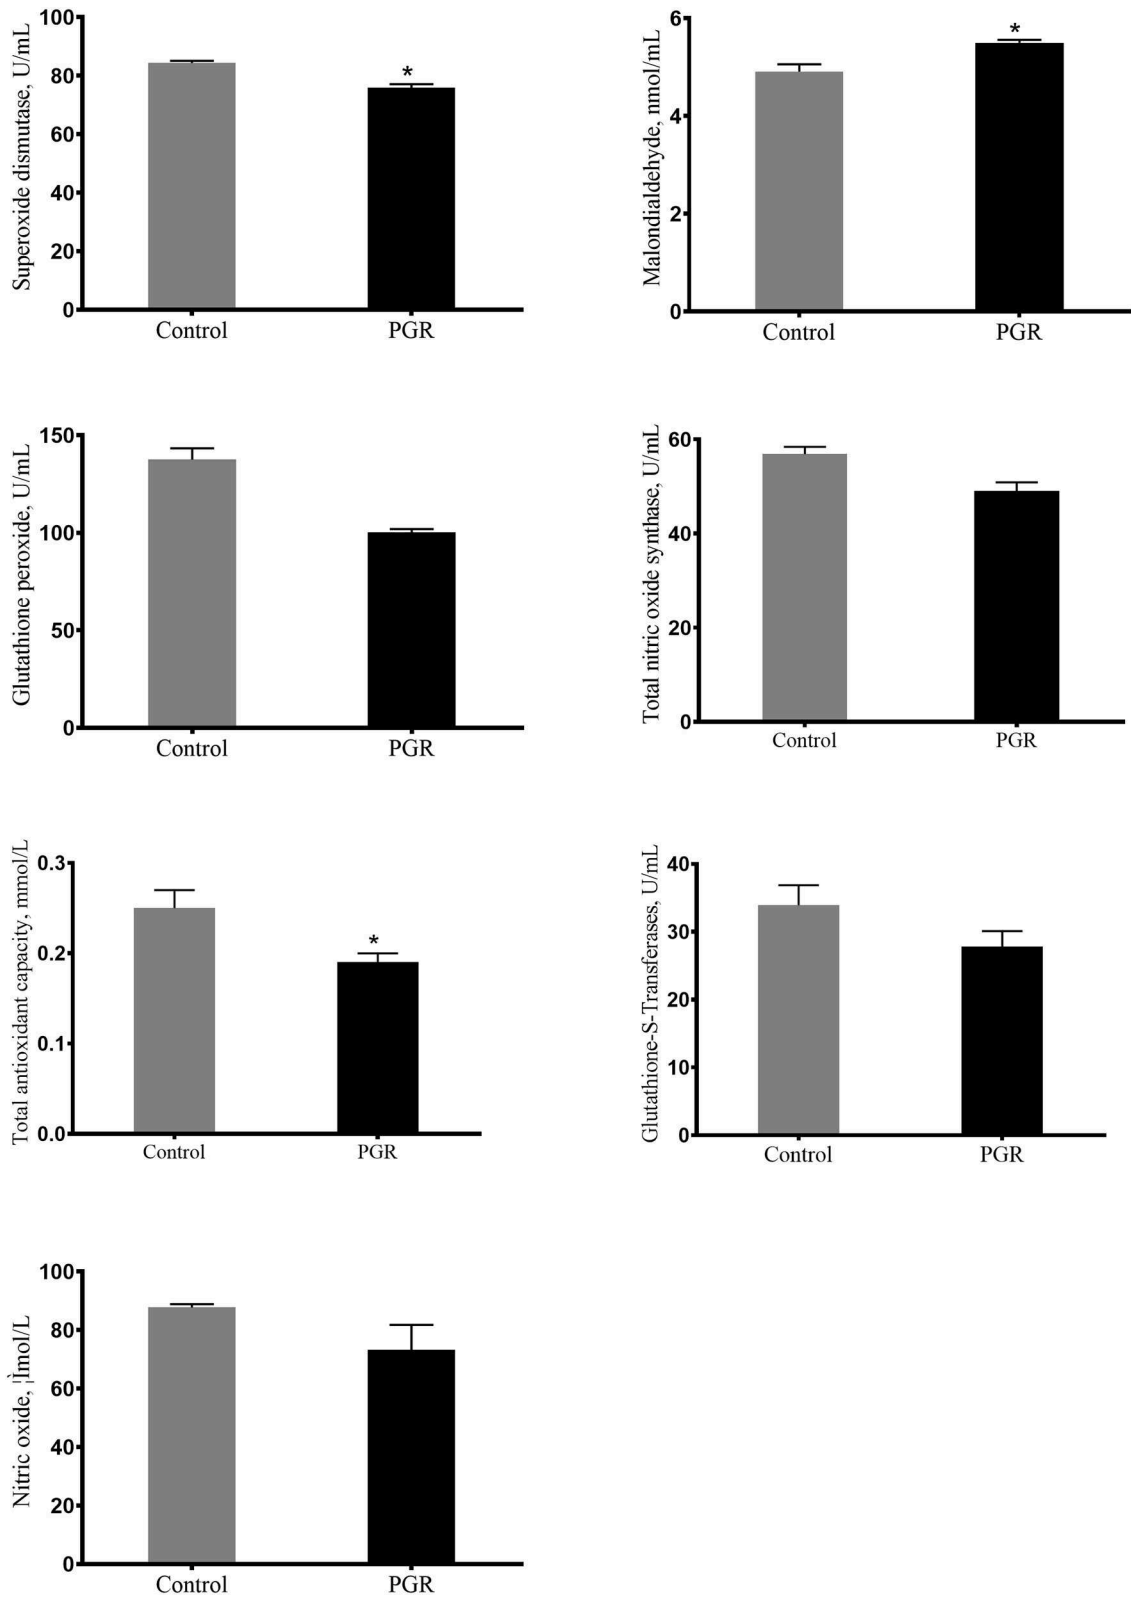 Superoxide dismutase, U/mL
100
80
60
40
20
0
*
Control PGR
Malondialdehyde, nmol/mL
6
4
2
0
*
Control PGR
Glutathione peroxide, U/mL
150
100
50
0
Control PGR
Total nitric oxide synthase, U/mL
60
40
20
0
Control PGR
Total antioxidant capacity, mmol/L
0.3
0.2
0.1
0.0
*
Control PGR
Glutathione-S-Transferases, U/mL
40
30
20
10
0
Control PGR
Nitric oxide, ¦Ìmol/L
100
80
60
40
20
0
Control PGR